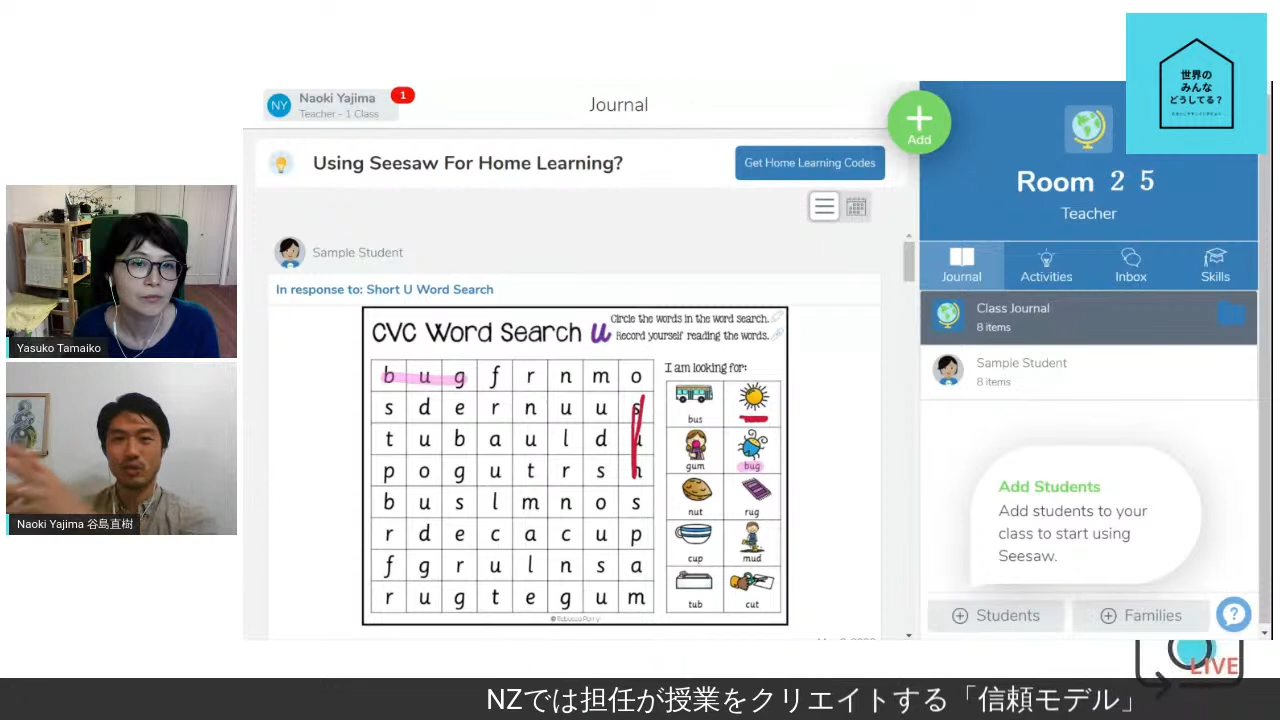 世界の
みんな
どうしてる？
NY
Naoki Yajima
Teacher - 1 Class
1
Journal
Add
Using Seesaw For Home Learning?
Get Home Learning Codes
Room 2 5
Teacher
Journal
Activities
Inbox
Skills
Sample Student
In response to: Short U Word Search
Class Journal
8 items
Sample Student
8 items
CVC Word Search u
Circle the words in the word search.
Record yourself reading the words.
I am looking for:
b u g f r n m o
s d e r n u u s
t u b a u l d u
p o g u t r s n
b u s l m n o s
r d e c a c u p
f g r u l n s a
r u g t e g u m
bus
gum bug
nut rug
cup mud
tub cut
Add Students
Add students to your
class to start using
Seesaw.
Students
Families
?
Yasuko Tamaiko
Naoki Yajima 谷島直樹
LIVE
NZでは担任が授業をクリエイトする「信頼モデル」